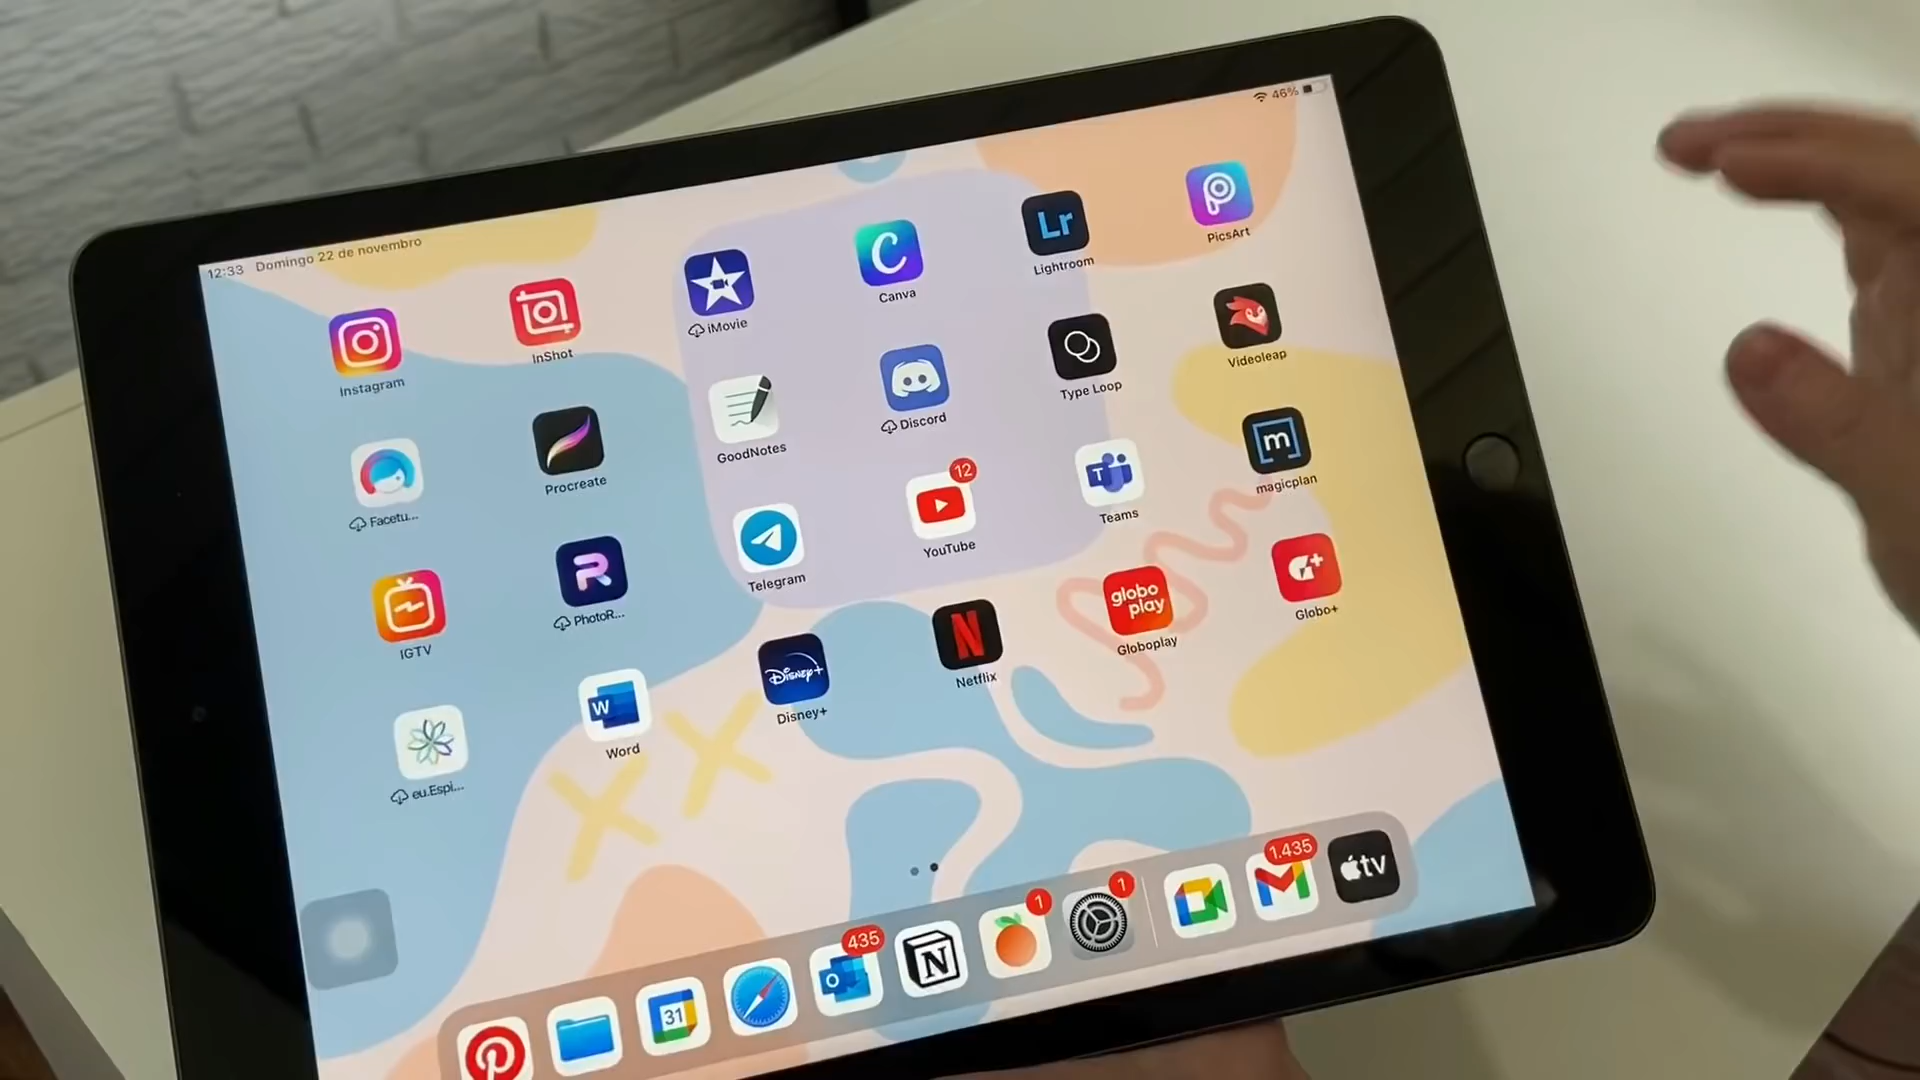 12:33 Domingo 22 de novembro
46%
Instagram
InShot
iMovie
Canva
Lr
Lightroom
PicsArt
Facetu...
Procreate
GoodNotes
Discord
Type Loop
Videoleap
IGTV
R
PhotoR...
Telegram
12
YouTube
T
Teams
m
magicplan
eu.Espi...
W
Word
Disney+
Disney+
N
Netflix
globo
play
Globoplay
G+
Globo+
31
O
435
N
1
1
1.435
tv